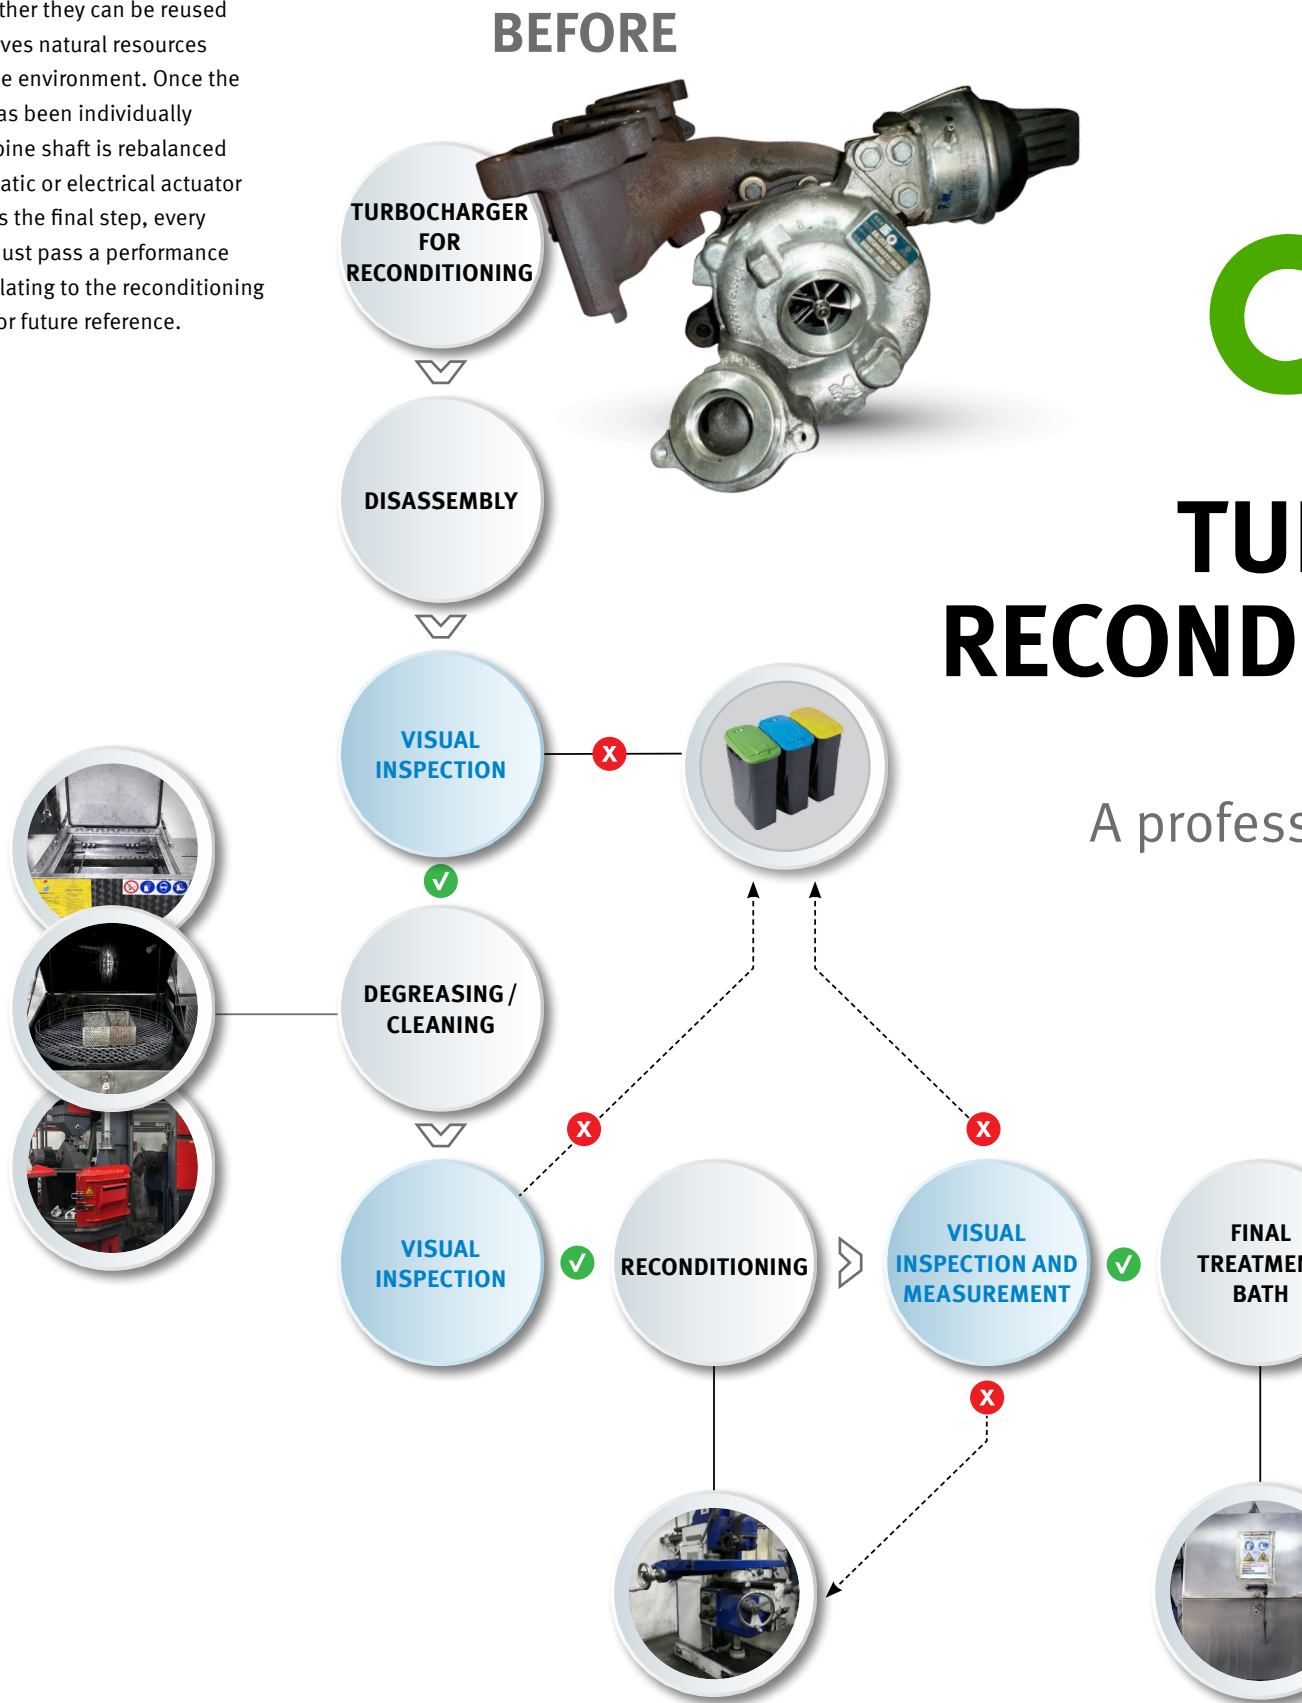 ther they can be reused
ves natural resources
e environment. Once the
as been individually
bine shaft is rebalanced
atic or electrical actuator
s the final step, every
ust pass a performance
lating to the reconditioning
or future reference.
BEFORE
TURBOCHARGER
FOR
RECONDITIONING
DISASSEMBLY
TU
RECOND
A profess
VISUAL
INSPECTION
X
DEGREASING /
CLEANING
X
X
VISUAL
INSPECTION
RECONDITIONING
VISUAL
INSPECTION AND
MEASUREMENT
FINAL
TREATMEN
BATH
X